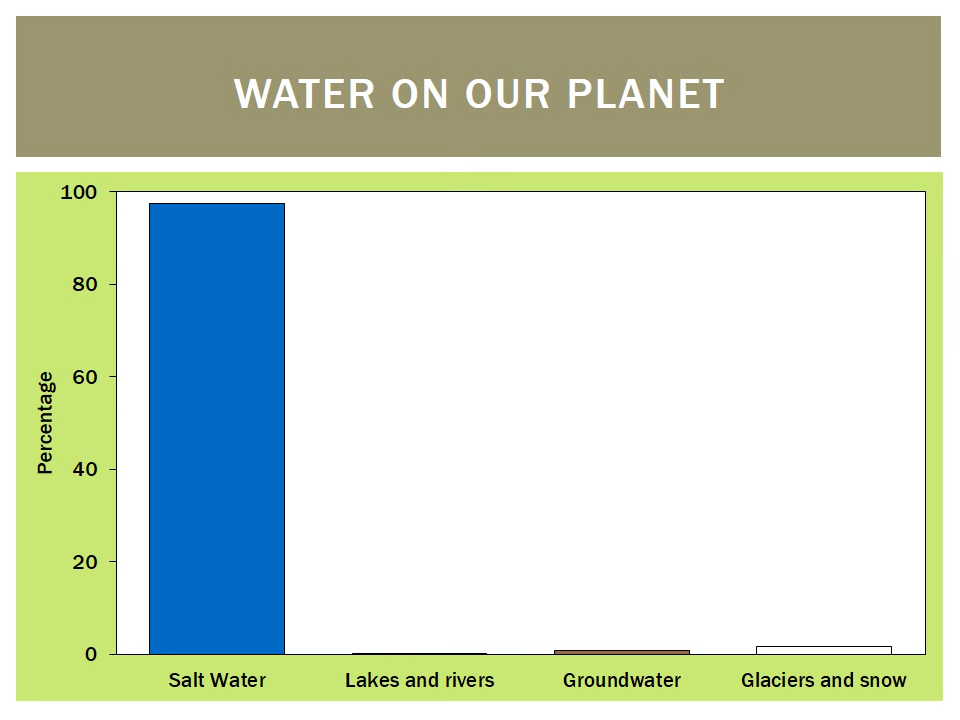 WATER ON OUR PLANET
100
80
60
40
20
0
Percentage
Salt Water
Lakes and rivers
Groundwater
Glaciers and snow